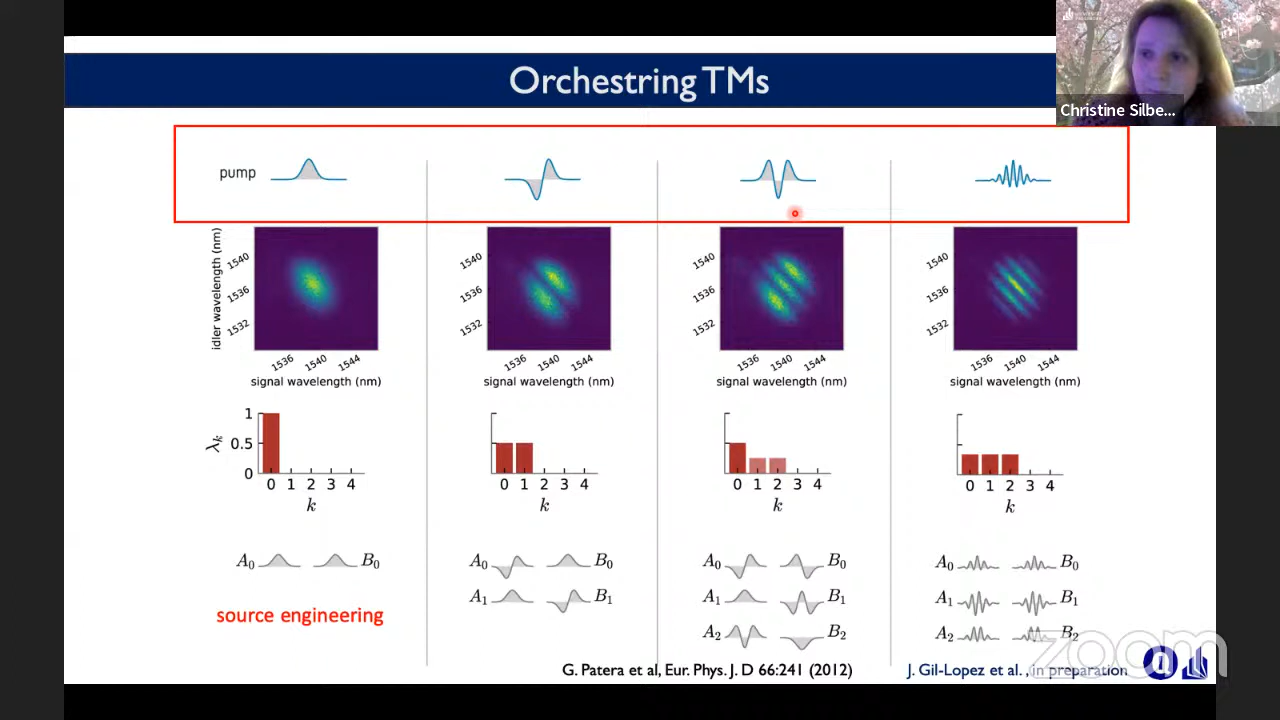 Orchestring TMs
Christine Silbe...
pump
idler wavelength (nm)
1540
1536
1532
1536
1540
1544
signal wavelength (nm)
1540
1536
1532
1536
1540
1544
signal wavelength (nm)
1540
1536
1532
1536
1540
1544
signal wavelength (nm)
1540
1536
1532
1536
1540
1544
signal wavelength (nm)
λk
1
0.5
0
0 1 2 3 4
k
0 1 2 3 4
k
0 1 2 3 4
k
0 1 2 3 4
k
A0 B0
A0 B0
A1 B1
A0 B0
A1 B1
A2 B2
A0 B0
A1 B1
A2 B2
source engineering
G. Patera et al, Eur. Phys. J. D 66:241 (2012)
J. Gil-Lopez et al. , in preparation
zoom